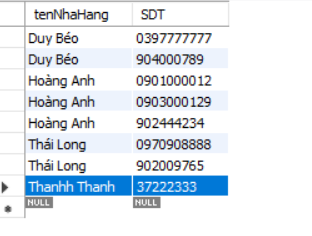 tenNhaHang SDT
Duy Béo 0397777777
Duy Béo 904000789
Hoàng Anh 0901000012
Hoàng Anh 0903000129
Hoàng Anh 902444234
Thái Long 0970908888
Thái Long 902009765
Thanhh Thanh 37222333
NULL NULL